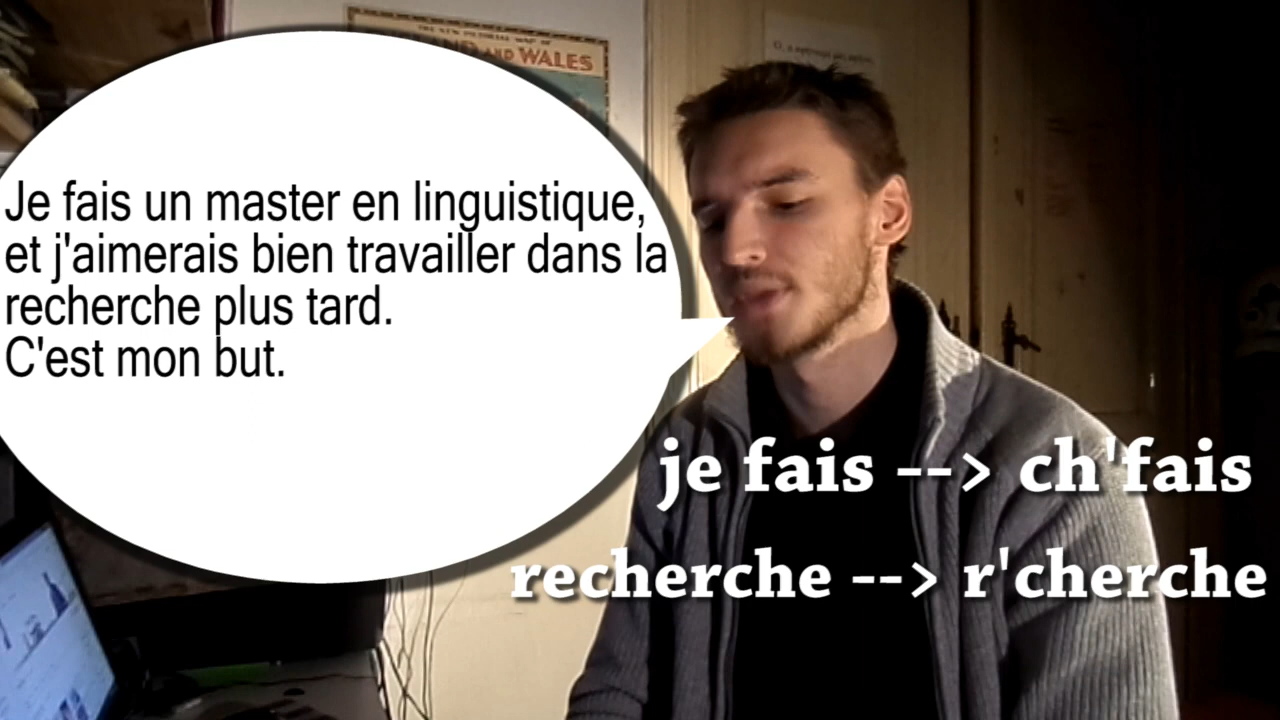 AND WALES
Je fais un master en linguistique,
et j'aimerais bien travailler dans la
recherche plus tard.
C'est mon but.
je fais --> ch'fais
recherche --> r'cherche